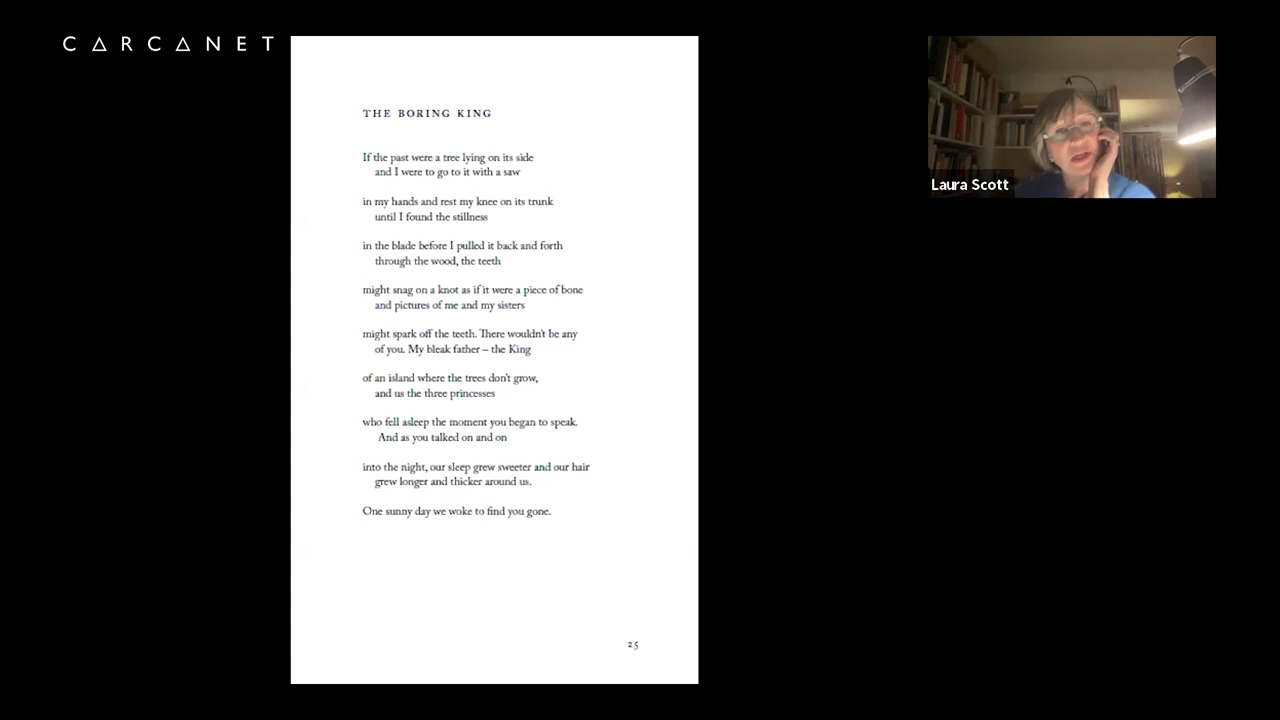 CARCANET
THE BORING KING
If the past were a tree lying on its side
and I were to go to it with a saw
in my hands and rest my knee on its trunk
until I found the stillness
in the blade before I pulled it back and forth
through the wood, the teeth
might snag on a knot as if it were a piece of bone
and pictures of me and my sisters
might spark off the teeth. There wouldn't be any
of you. My bleak father – the King
of an island where the trees don't grow,
and us the three princesses
who fell asleep the moment you began to speak.
And as you talked on and on
into the night, our sleep grew sweeter and our hair
grew longer and thicker around us.
One sunny day we woke to find you gone.
25
Laura Scott